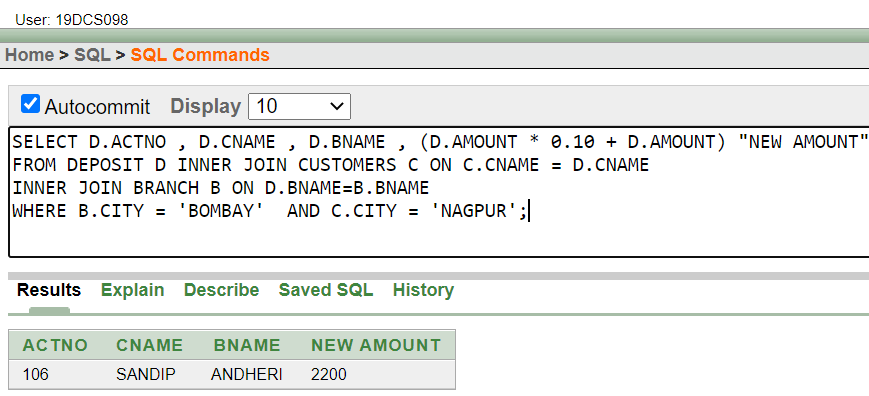 User: 19DCS098
Home > SQL > SQL Commands
Autocommit Display 10
SELECT D.ACTNO , D.CNAME , D.BNAME , (D.AMOUNT * 0.10 + D.AMOUNT) "NEW AMOUNT"
FROM DEPOSIT D INNER JOIN CUSTOMERS C ON C.CNAME = D.CNAME
INNER JOIN BRANCH B ON D.BNAME=B.BNAME
WHERE B.CITY = 'BOMBAY'  AND C.CITY = 'NAGPUR';
Results Explain Describe Saved SQL History
ACTNO CNAME BNAME NEW AMOUNT
106 SANDIP ANDHERI 2200